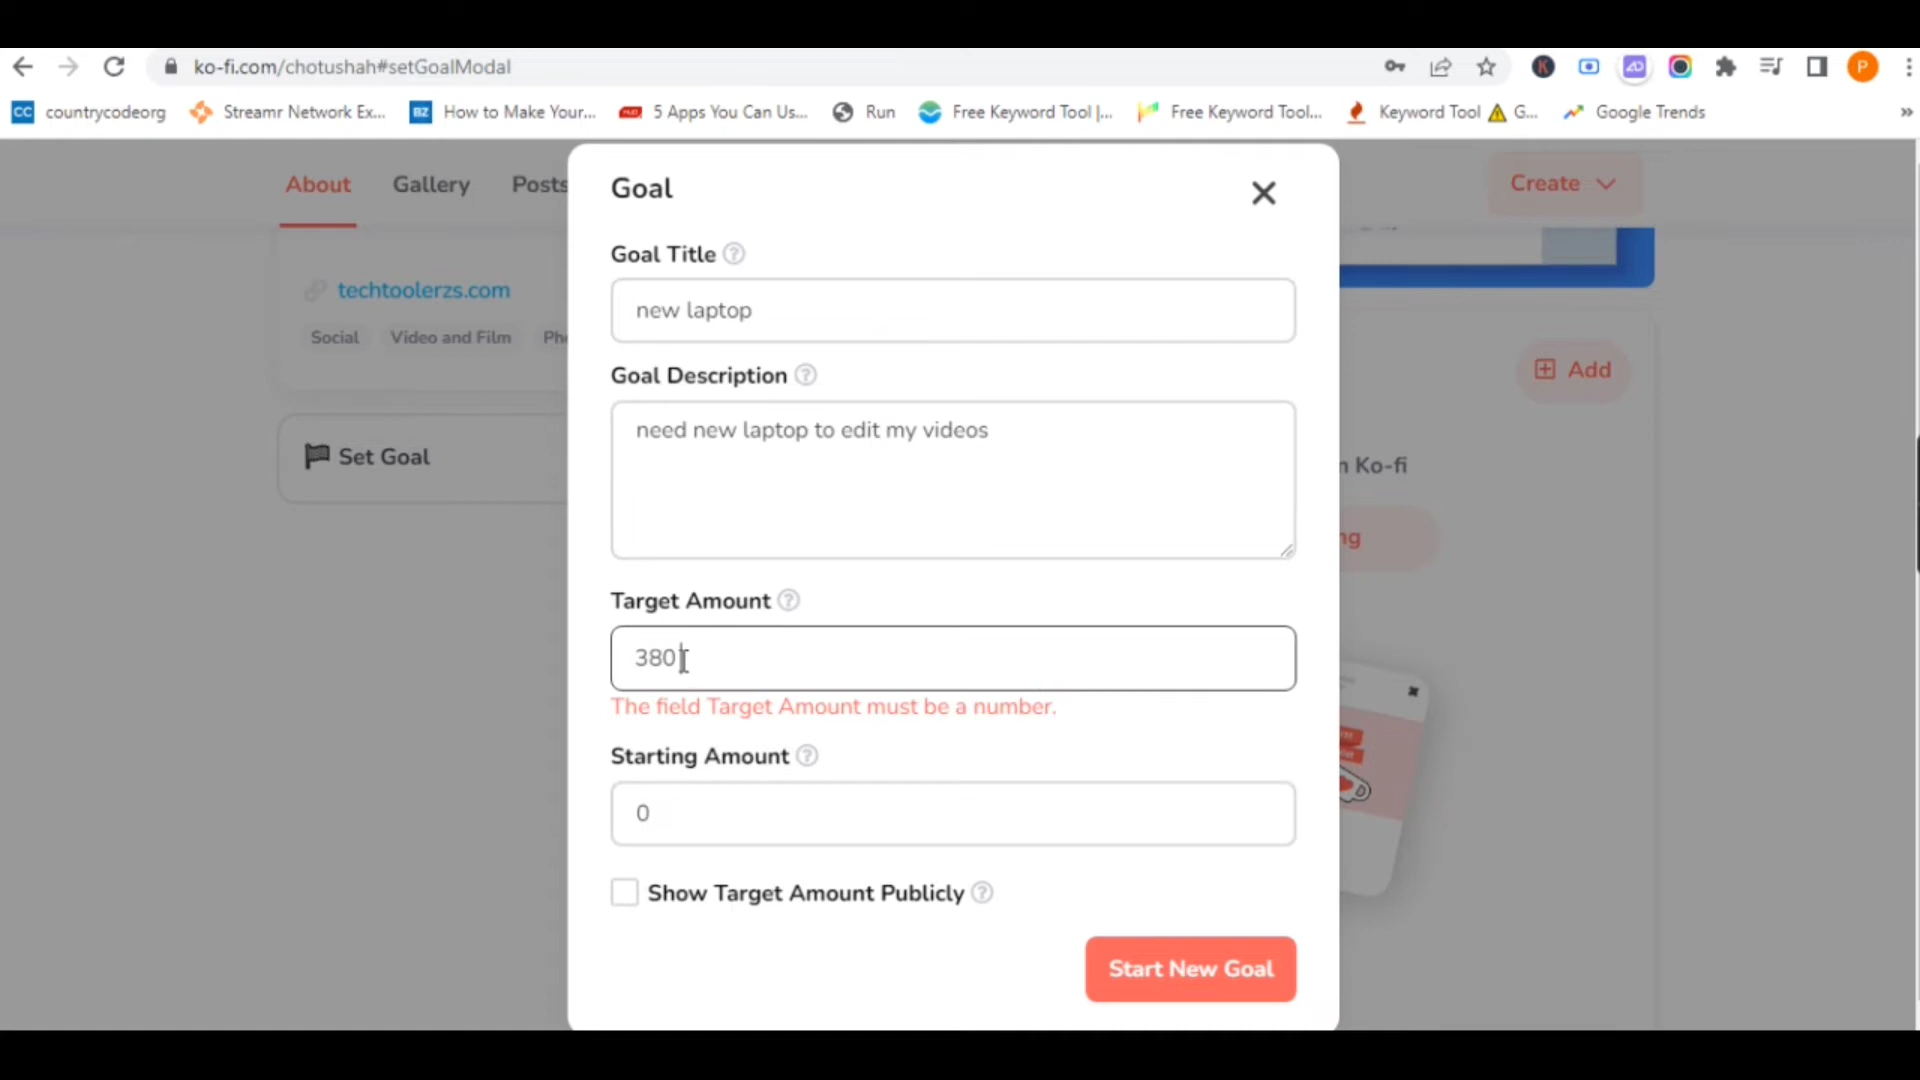 ko-fi.com/chotushah#setGoalModal
P
CC countrycodeorg Streamr Network Ex... BZ How to Make Your... 5 Apps You Can Us... Run Free Keyword Tool |... Free Keyword Tool... Keyword Tool G... Google Trends »
About Gallery Posts Create
Goal
Goal Title
techtoolerzs.com
new laptop
Social Video and Film
Goal Description
Add
need new laptop to edit my videos
Set Goal
n Ko-fi
ng
Target Amount
380
The field Target Amount must be a number.
Starting Amount
0
Show Target Amount Publicly
Start New Goal